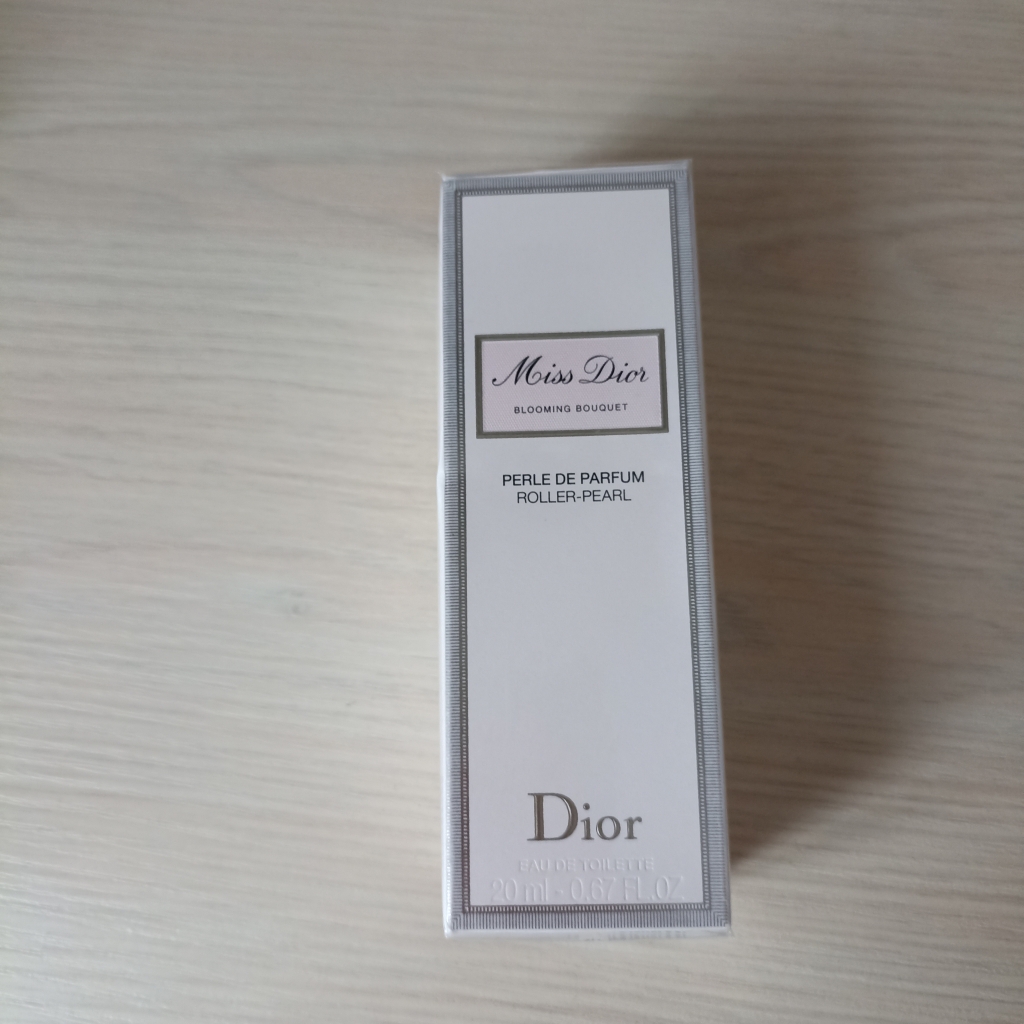 Miss Dior
BLOOMING BOUQUET
PERLE DE PARFUM
ROLLER-PEARL
Dior
EAU DE TOILETTE
20 ml - 0.67 FL.OZ.